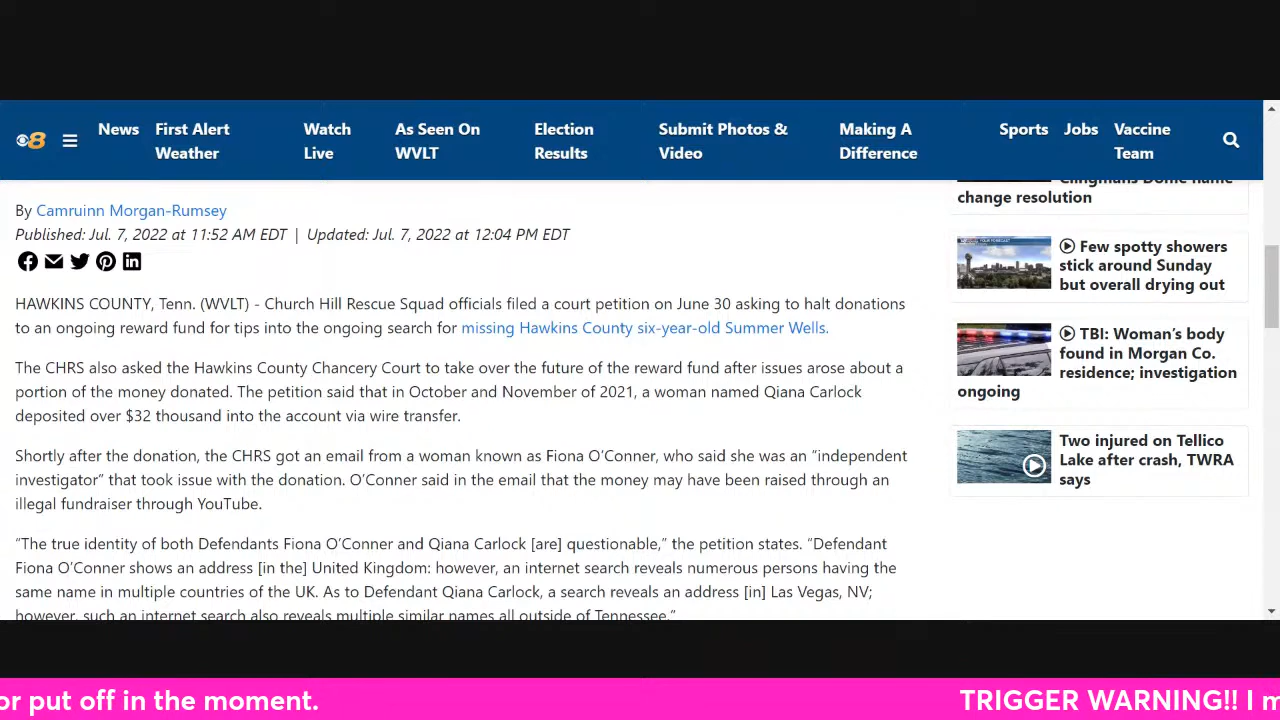 8
News
First Alert
Weather
Watch
Live
As Seen On
WVLT
Election
Results
Submit Photos &
Video
Making A
Difference
Sports
Jobs
Vaccine
Team
By Camruinn Morgan-Rumsey
Published: Jul. 7, 2022 at 11:52 AM EDT | Updated: Jul. 7, 2022 at 12:04 PM EDT
HAWKINS COUNTY, Tenn. (WVLT) - Church Hill Rescue Squad officials filed a court petition on June 30 asking to halt donations
to an ongoing reward fund for tips into the ongoing search for missing Hawkins County six-year-old Summer Wells.
The CHRS also asked the Hawkins County Chancery Court to take over the future of the reward fund after issues arose about a
portion of the money donated. The petition said that in October and November of 2021, a woman named Qiana Carlock
deposited over $32 thousand into the account via wire transfer.
Shortly after the donation, the CHRS got an email from a woman known as Fiona O’Conner, who said she was an “independent
investigator” that took issue with the donation. O’Conner said in the email that the money may have been raised through an
illegal fundraiser through YouTube.
“The true identity of both Defendants Fiona O’Conner and Qiana Carlock [are] questionable,” the petition states. “Defendant
Fiona O’Conner shows an address [in the] United Kingdom: however, an internet search reveals numerous persons having the
same name in multiple countries of the UK. As to Defendant Qiana Carlock, a search reveals an address [in] Las Vegas, NV;
however, such an internet search also reveals multiple similar names all outside of Tennessee.”
Clingmans Dome name
change resolution
Few spotty showers
stick around Sunday
but overall drying out
TBI: Woman’s body
found in Morgan Co.
residence; investigation
ongoing
Two injured on Tellico
Lake after crash, TWRA
says
or put off in the moment.
TRIGGER WARNING!! I m